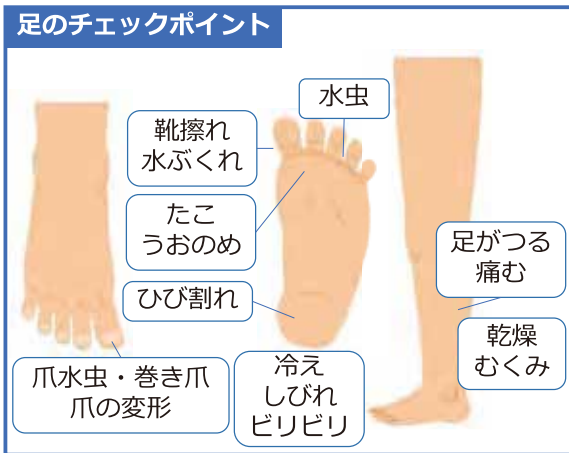 足のチェックポイント
水虫
靴擦れ
水ぶくれ
たこ
うおのめ
ひび割れ
足がつる
痛む
乾燥
むくみ
爪水虫・巻き爪
爪の変形
冷え
しびれ
ビリビリ